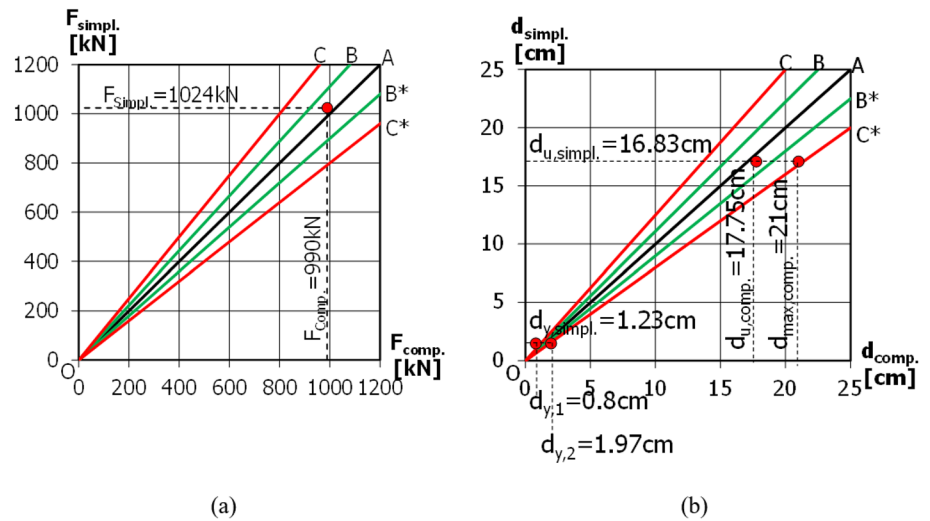 F simpl.
[kN]
C B A
1200
F Simpl.=1024kN
B*
1000
C*
800
600
400
F Comp.=990kN
200
0
O
0 200 400 600 800 1000 1200
F comp.
[kN]
(a)
d simpl.
[cm]
C B A
25
B*
20
C*
d u,simpl.=16.83cm
15
10
d u,comp.=17.75cm
d max,comp.=21cm
5
d y,simpl.=1.23cm
0
O
0 5 10 15 20 25
d comp.
[cm]
d y,1=0.8cm
d y,2=1.97cm
(b)